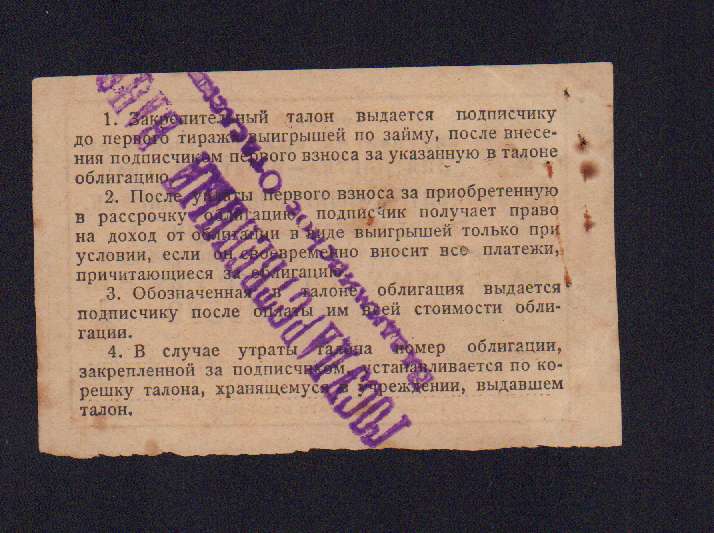 1. Закрепительный талон выдается подписчику
до первого тиража выигрышей по займу, после внесе-
ния подписчиком первого взноса за указанную в талоне
облигацию.
2. После уплаты первого взноса за приобретенную
в рассрочку облигацию, подписчик получает право
на доход от облигации в виде выигрышей только при
условии, если он своевременно вносит все платежи,
причитающиеся за облигацию.
3. Обозначенная в талоне облигация выдается
подписчику после оплаты им всей стоимости обли-
гации.
4. В случае утраты талона номер облигации,
закрепленной за подписчиком, устанавливается по ко-
решку талона, хранящемуся в учреждении, выдавшем
талон.